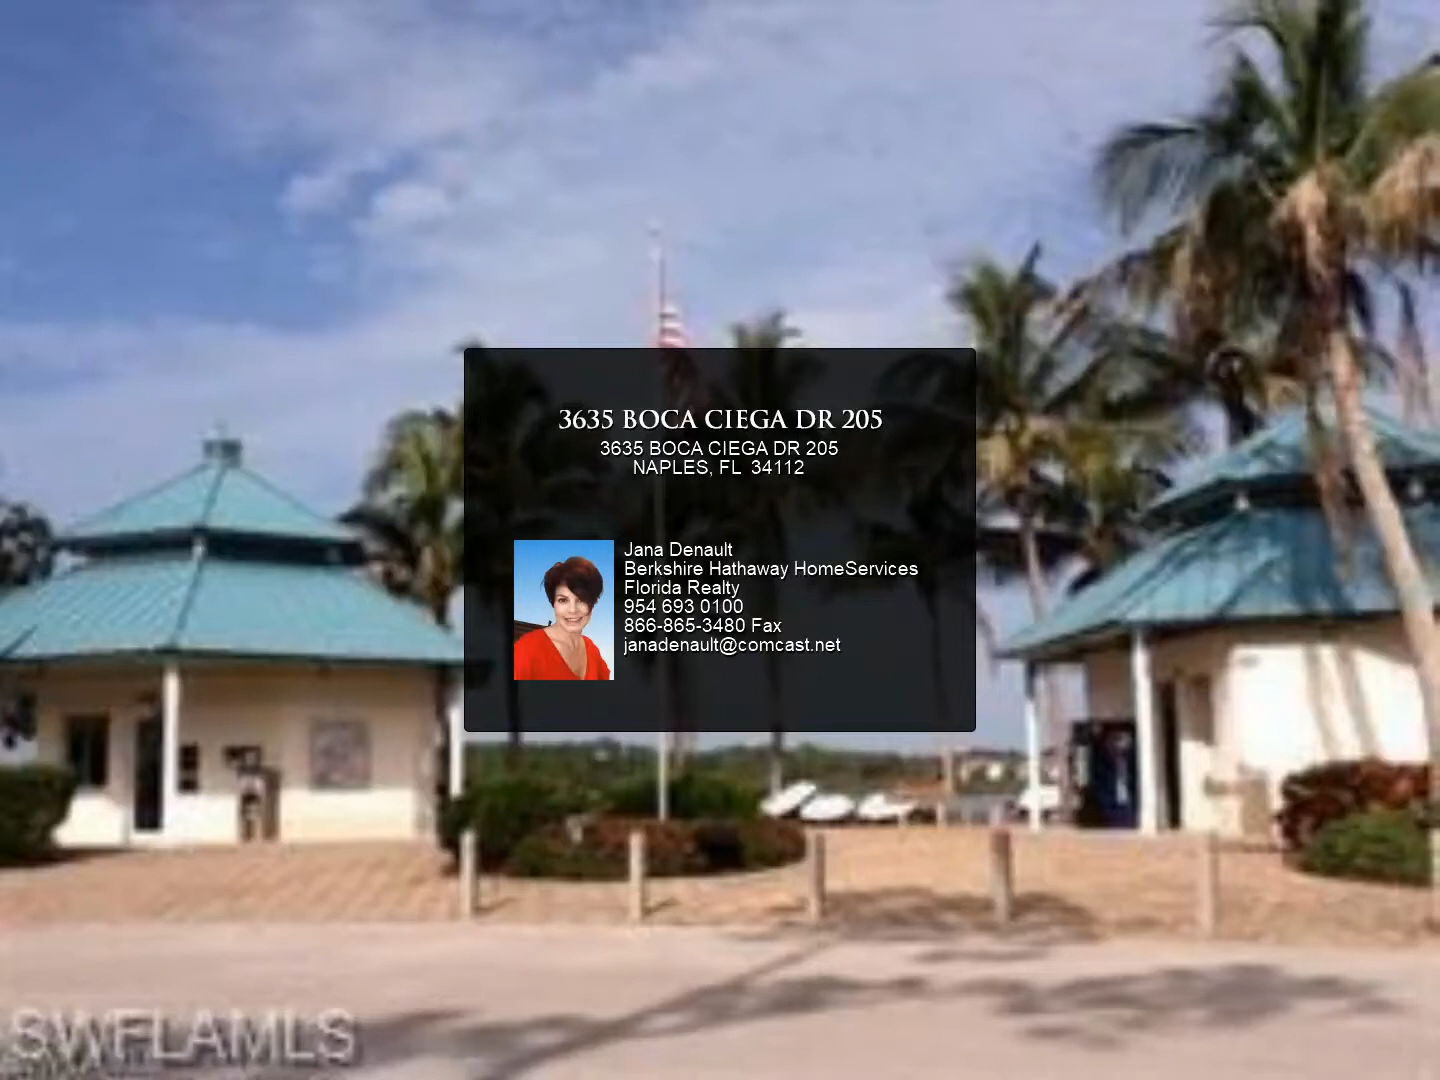 3635 BOCA CIEGA DR 205
3635 BOCA CIEGA DR 205
NAPLES, FL 34112
Jana Denault
Berkshire Hathaway HomeServices
Florida Realty
954 693 0100
866-865-3480 Fax
janadenault@comcast.net
SWFLAMLS